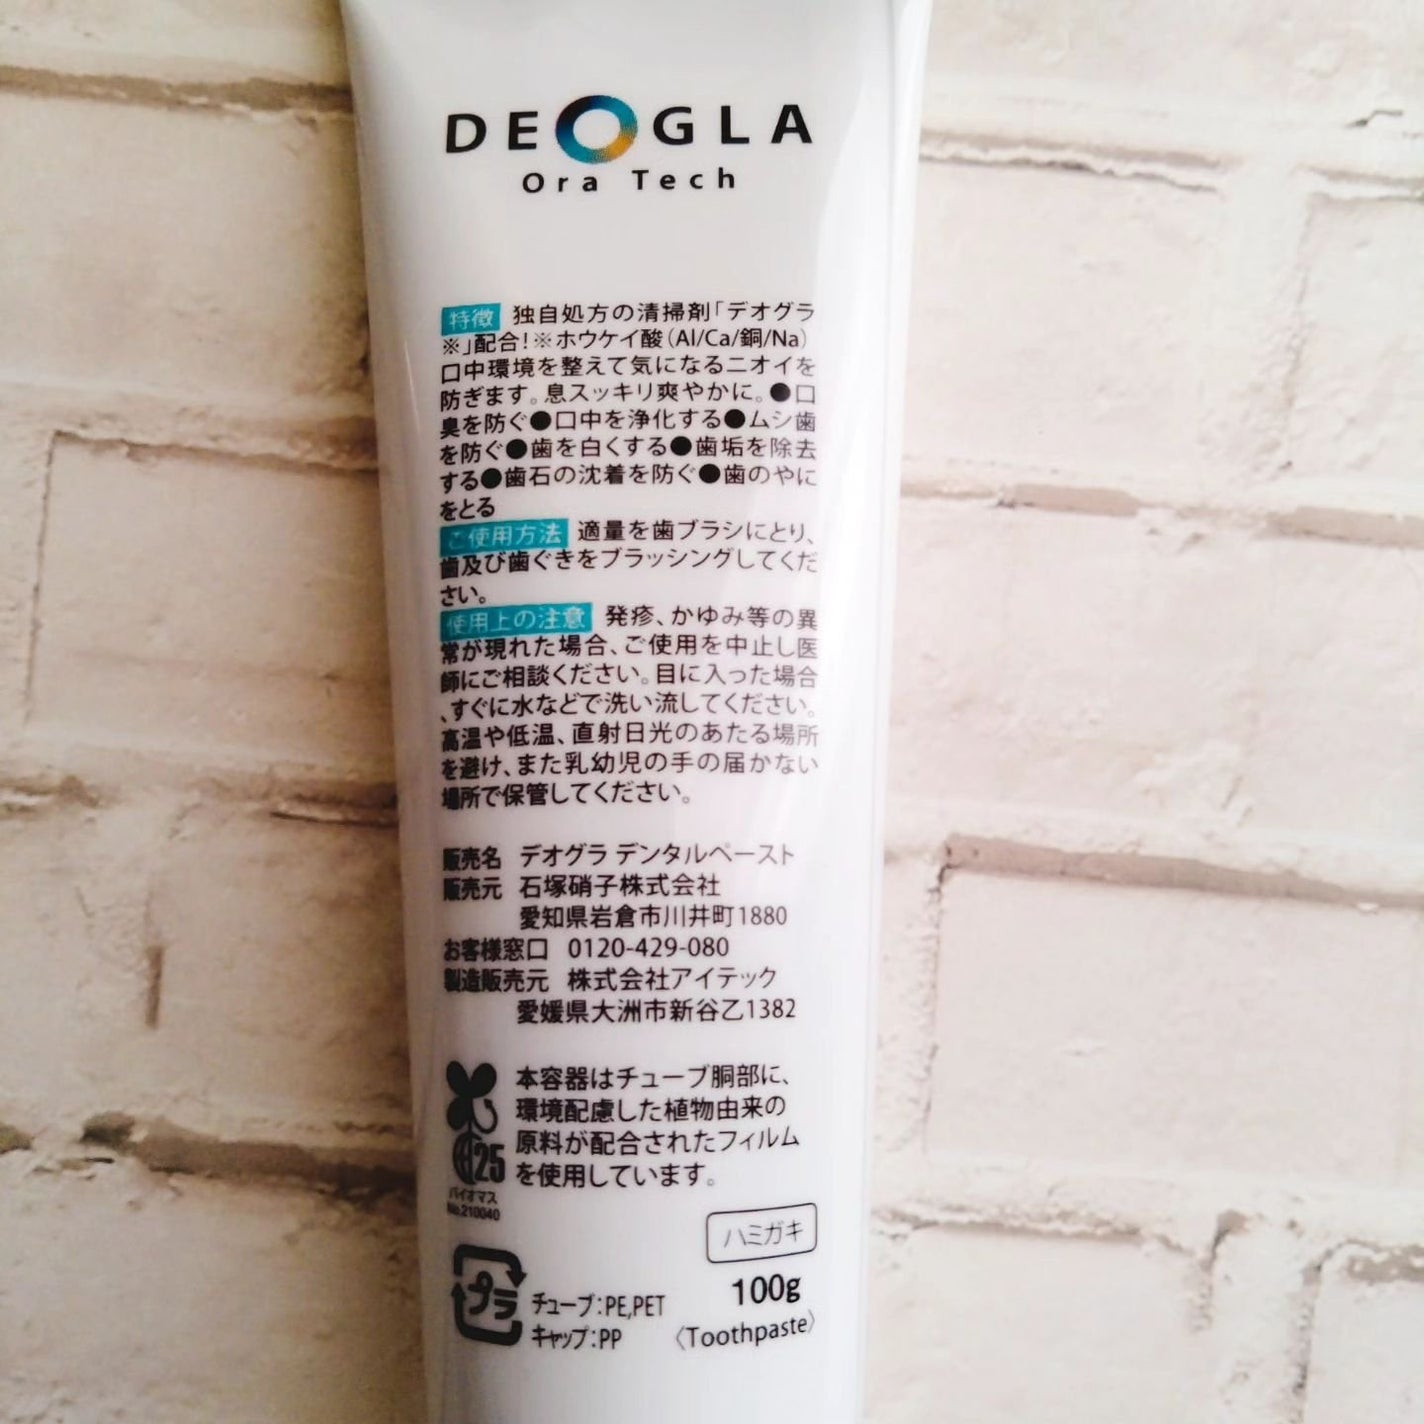 DEOGLA
Ora Tech
特徴 独自処方の清掃剤「デオグラ
※」配合!※ホウケイ酸(Al/Ca/銅/Na)
口中環境を整えて気になるニオイを
防ぎます。息スッキリ爽やかに。●口
臭を防ぐ●口中を浄化する●ムシ歯
を防ぐ●歯を白くする●歯垢を除去
する●歯石の沈着を防ぐ●歯のやに
をとる
ご使用方法 適量を歯ブラシにとり、
歯及び歯ぐきをブラッシングしてくだ
さい。
使用上の注意 発疹、かゆみ等の異
常が現れた場合、ご使用を中止し医
師にご相談ください。目に入った場合
、すぐに水などで洗い流してください。
高温や低温、直射日光のあたる場所
を避け、また乳幼児の手の届かない
場所で保管してください。
販売名 デオグラ デンタルペースト
販売元 石塚硝子株式会社
愛知県岩倉市川井町1880
お客様窓口 0120-429-080
製造販売元 株式会社アイテック
愛媛県大洲市新谷乙1382
本容器はチューブ胴部に、
環境配慮した植物由来の
原料が配合されたフィルム
を使用しています。
25
バイオマス
No.210040
ハミガキ
100g
〈Toothpaste〉
プラ
チューブ:PE,PET
キャップ:PP